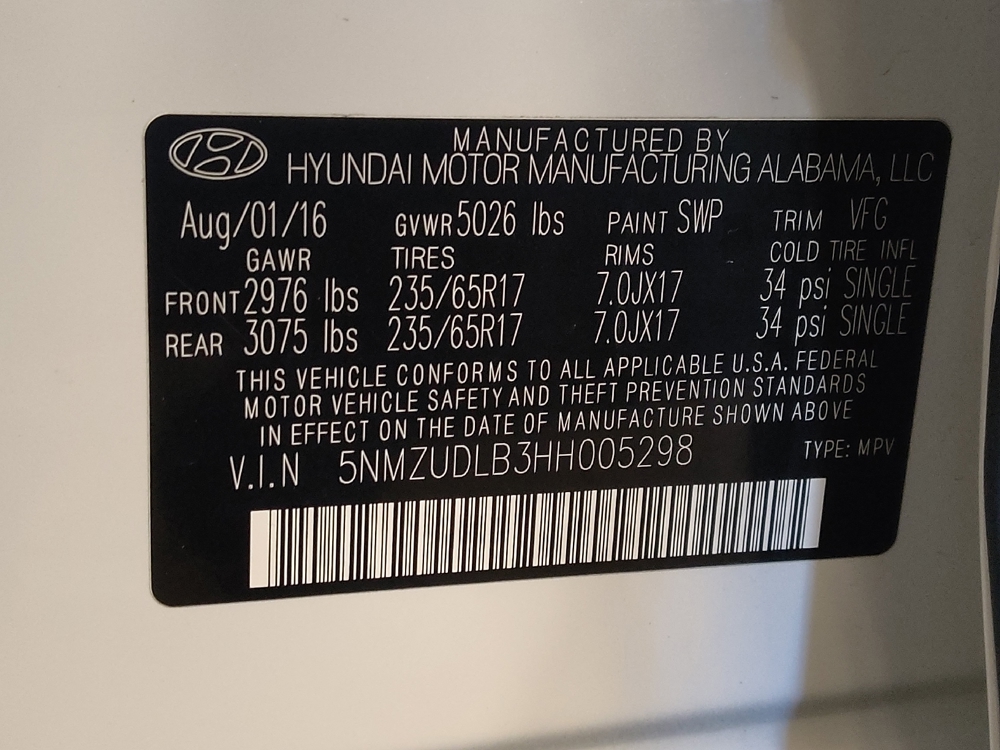 MANUFACTURED BY
HYUNDAI MOTOR MANUFACTURING ALABAMA, LLC
Aug/01/16 GVWR 5026 lbs PAINT SWP TRIM VFG
GAWR TIRES RIMS COLD TIRE INFL
FRONT 2976 lbs 235/65R17 7.0JX17 34 psi SINGLE
REAR 3075 lbs 235/65R17 7.0JX17 34 psi SINGLE
THIS VEHICLE CONFORMS TO ALL APPLICABLE U.S.A. FEDERAL
MOTOR VEHICLE SAFETY AND THEFT PREVENTION STANDARDS
IN EFFECT ON THE DATE OF MANUFACTURE SHOWN ABOVE
V.I.N 5NMZUDLB3HH005298 TYPE: MPV